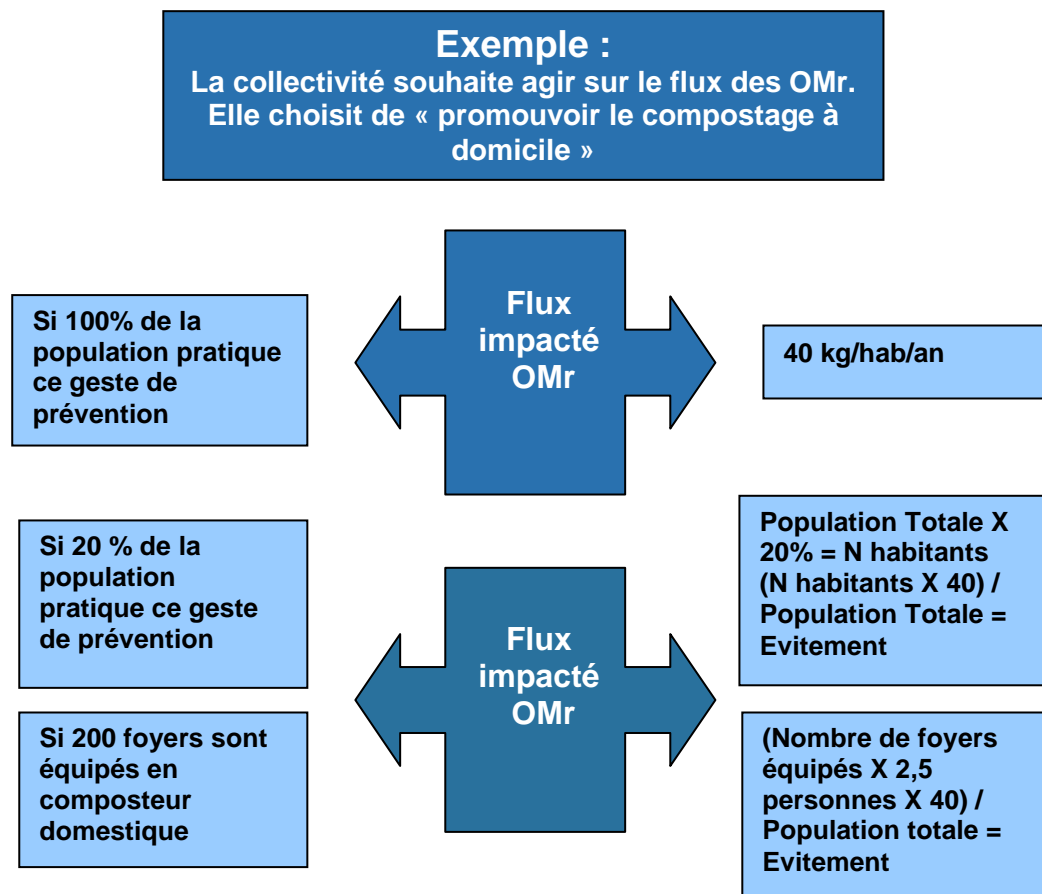 Exemple :
La collectivité souhaite agir sur le flux des OMr.
Elle choisit de « promouvoir le compostage à
domicile »
Si 100% de la
population pratique
ce geste de
prévention
Flux
impacté
OMr
40 kg/hab/an
Si 20 % de la
population
pratique ce geste
de prévention
Population Totale X
20% = N habitants
(N habitants X 40) /
Population Totale =
Evitement
Flux
impacté
OMr
Si 200 foyers sont
équipés en
composteur
domestique
(Nombre de foyers
équipés X 2,5
personnes X 40) /
Population totale =
Evitement